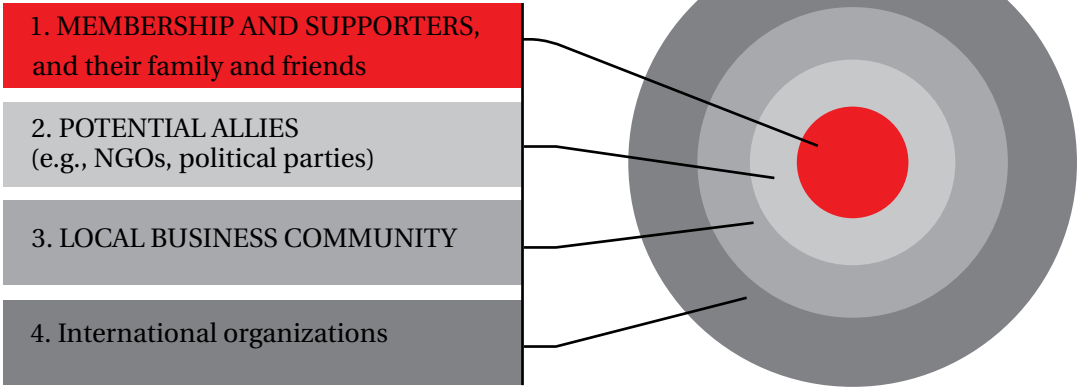 1. MEMBERSHIP AND SUPPORTERS,
and their family and friends
2. POTENTIAL ALLIES
(e.g., NGOs, political parties)
3. LOCAL BUSINESS COMMUNITY
4. International organizations